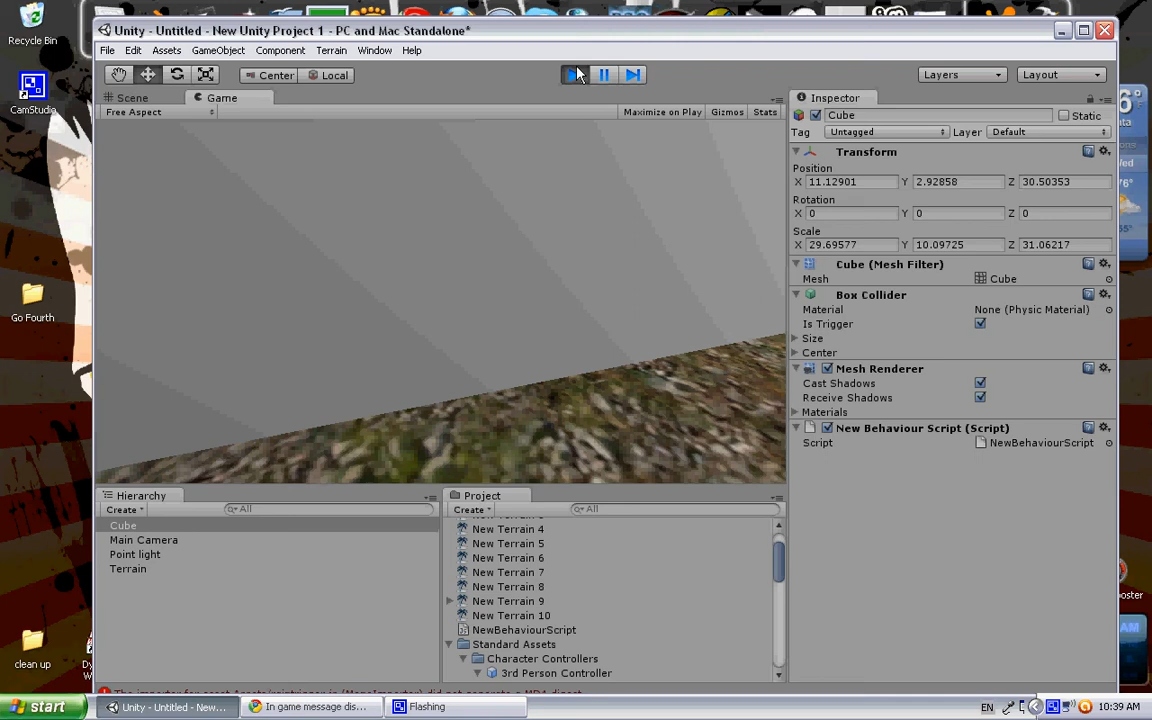 Recycle Bin
CamStudio
Go Fourth
clean up
Unity - Untitled - New Unity Project 1 - PC and Mac Standalone*
File Edit Assets GameObject Component Terrain Window Help
Center Local Layers Layout
Scene Game
Free Aspect Maximize on Play Gizmos Stats
Inspector
Cube Static
Tag Untagged Layer Default
Transform
Position
X 11.12901 Y 2.92858 Z 30.50353
Rotation
X 0 Y 0 Z 0
Scale
X 29.69577 Y 10.09725 Z 31.06217
Cube (Mesh Filter)
Mesh Cube
Box Collider
Material None (Physic Material)
Is Trigger
Size
Center
Mesh Renderer
Cast Shadows
Receive Shadows
Materials
New Behaviour Script (Script)
Script NewBehaviourScript
Hierarchy
Create All
Cube
Main Camera
Point light
Terrain
Project
Create All
New Terrain 4
New Terrain 5
New Terrain 6
New Terrain 7
New Terrain 8
New Terrain 9
New Terrain 10
NewBehaviourScript
Standard Assets
Character Controllers
3rd Person Controller
start
Unity - Untitled - New...
In game message dis...
Flashing
EN
10:39 AM